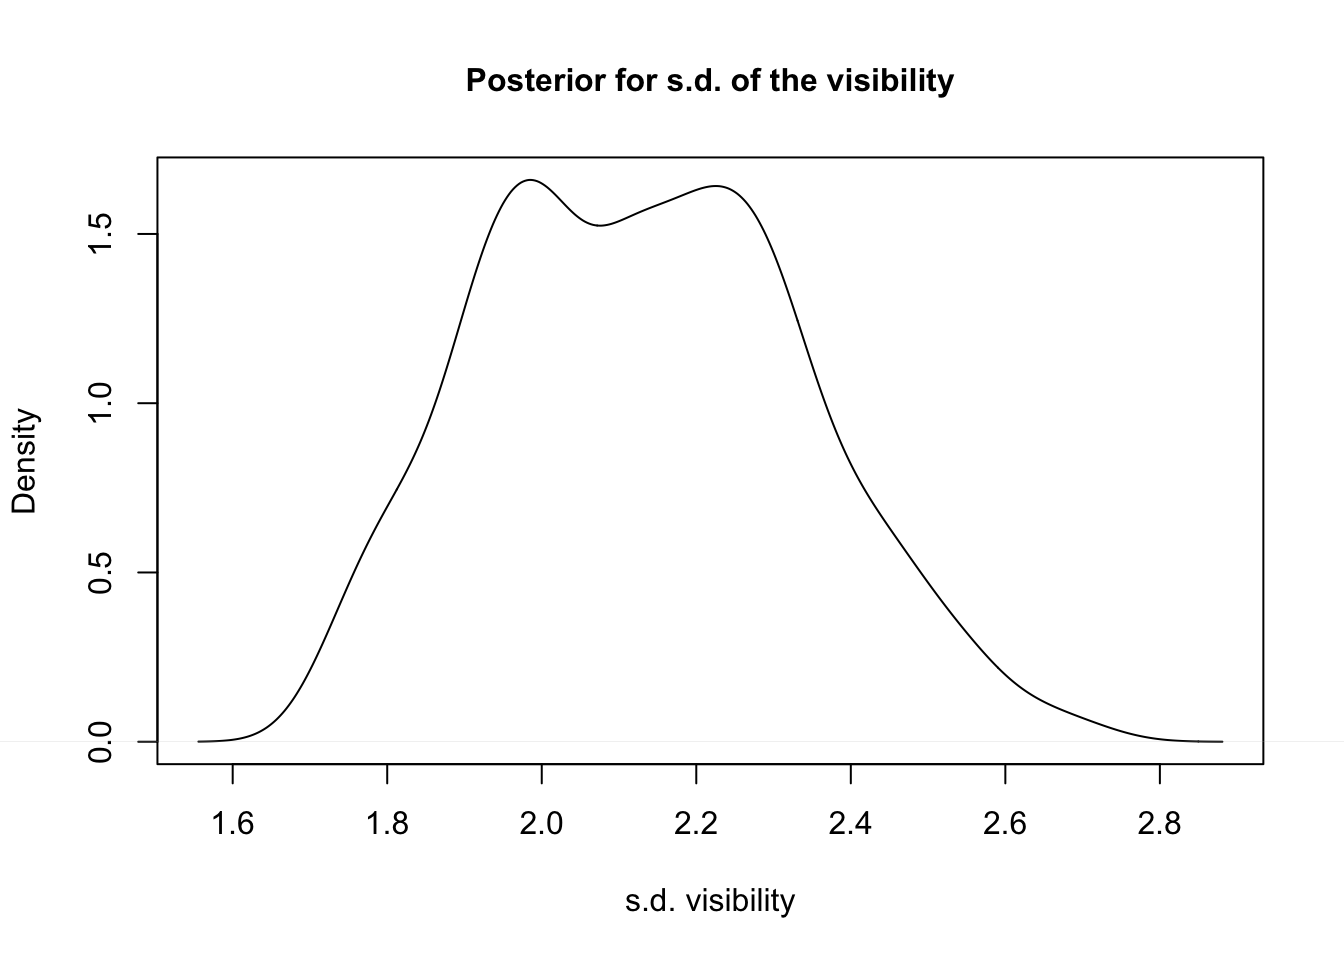 Posterior for s.d. of the visibility
Density
1.5
1.0
0.5
0.0
1.6 1.8 2.0 2.2 2.4 2.6 2.8
s.d. visibility